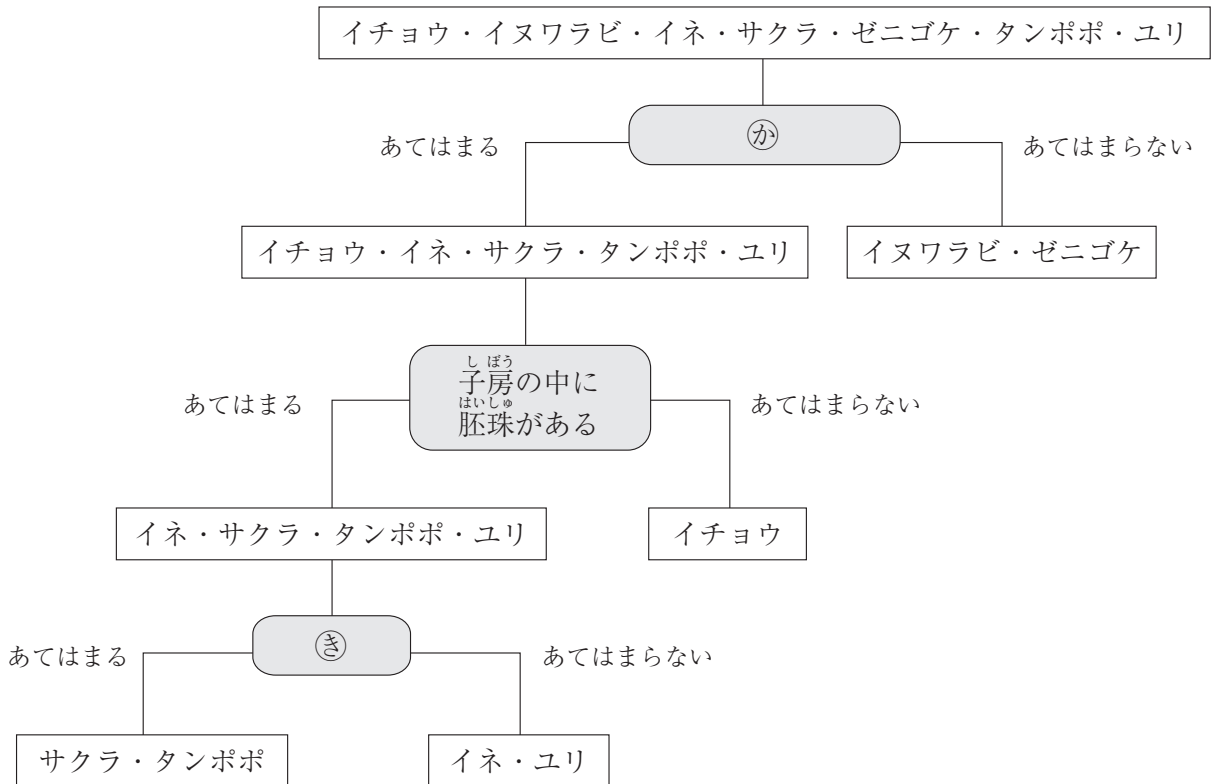 イチョウ・イヌワラビ・イネ・サクラ・ゼニゴケ・タンポポ・ユリ
㋕
あてはまる
あてはまらない
イチョウ・イネ・サクラ・タンポポ・ユリ
イヌワラビ・ゼニゴケ
しぼう
子房の中に
はいしゅ
胚珠がある
あてはまる
あてはまらない
イネ・サクラ・タンポポ・ユリ
イチョウ
き
あてはまる
あてはまらない
サクラ・タンポポ
イネ・ユリ